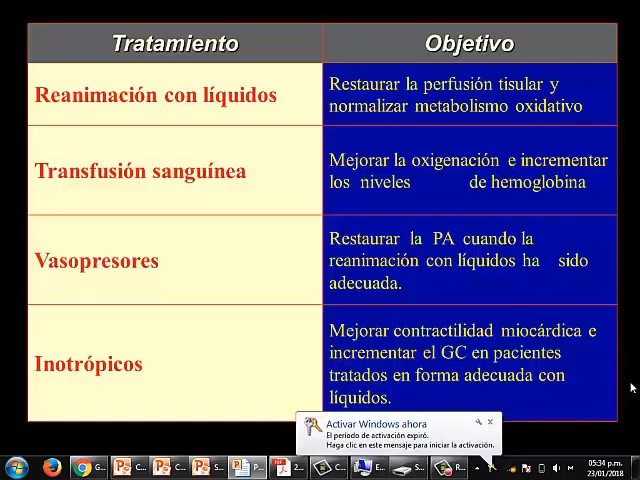 Tratamiento
Objetivo
Reanimación con líquidos
Restaurar la perfusión tisular y
normalizar metabolismo oxidativo
Transfusión sanguínea
Mejorar la oxigenación e incrementar
los niveles de hemoglobina
Vasopresores
Restaurar la PA cuando la
reanimación con líquidos ha sido
adecuada.
Inotrópicos
Mejorar contractilidad miocárdica e
incrementar el GC en pacientes
tratados en forma adecuada con
líquidos.
Activar Windows ahora
El período de activación expiró.
Haga clic en este mensaje para iniciar la activación.
G...
C...
C...
S...
P...
2...
C...
E...
S...
R...
05:34 p.m.
23/01/2018